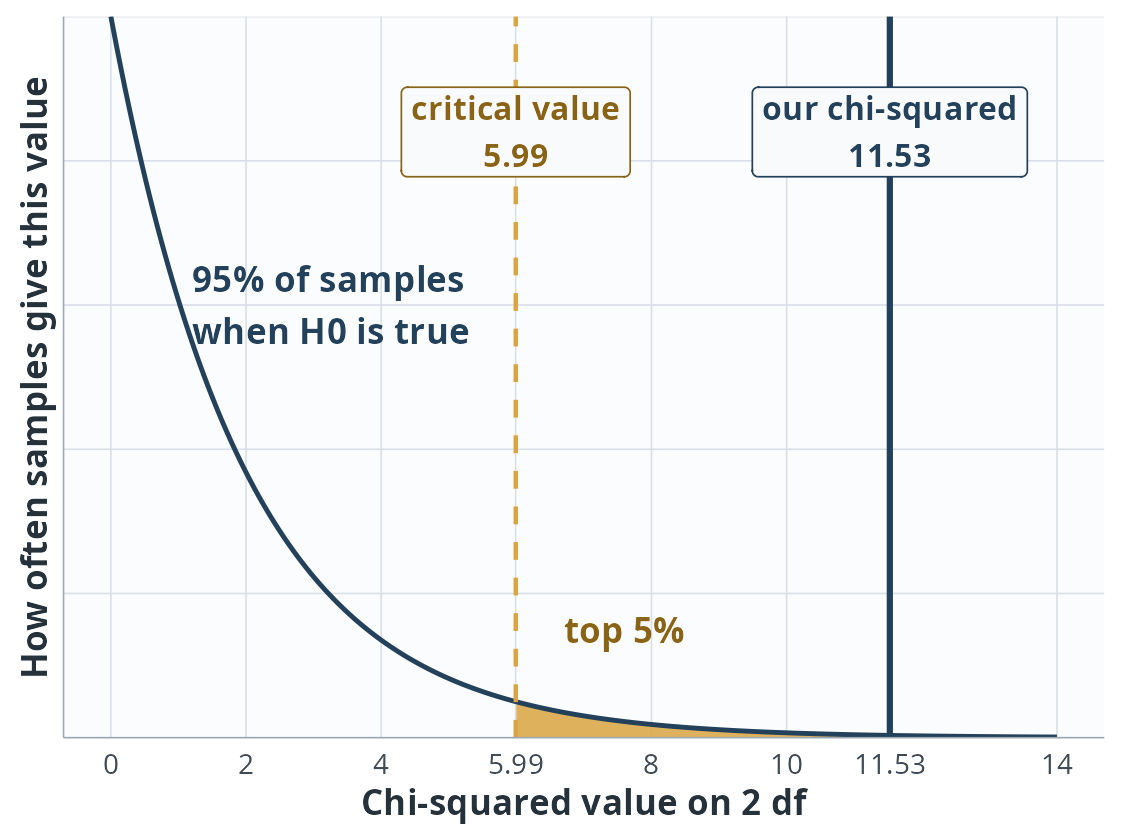 How often samples give this value
critical value
5.99
our chi-squared
11.53
95% of samples
when H0 is true
top 5%
0 2 4 5.99 8 10 11.53 14
Chi-squared value on 2 df